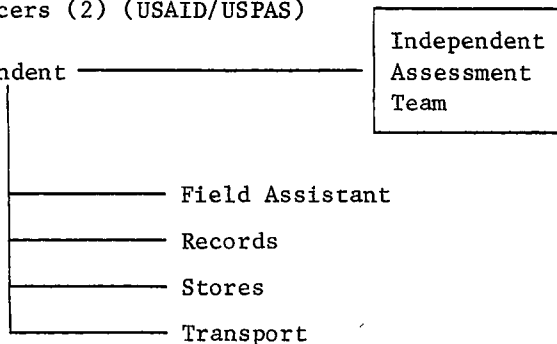 cers (2) (USAID/USPAS)
Independent
ndent
Assessment
Team
Field Assistant
Records
Stores
Transport